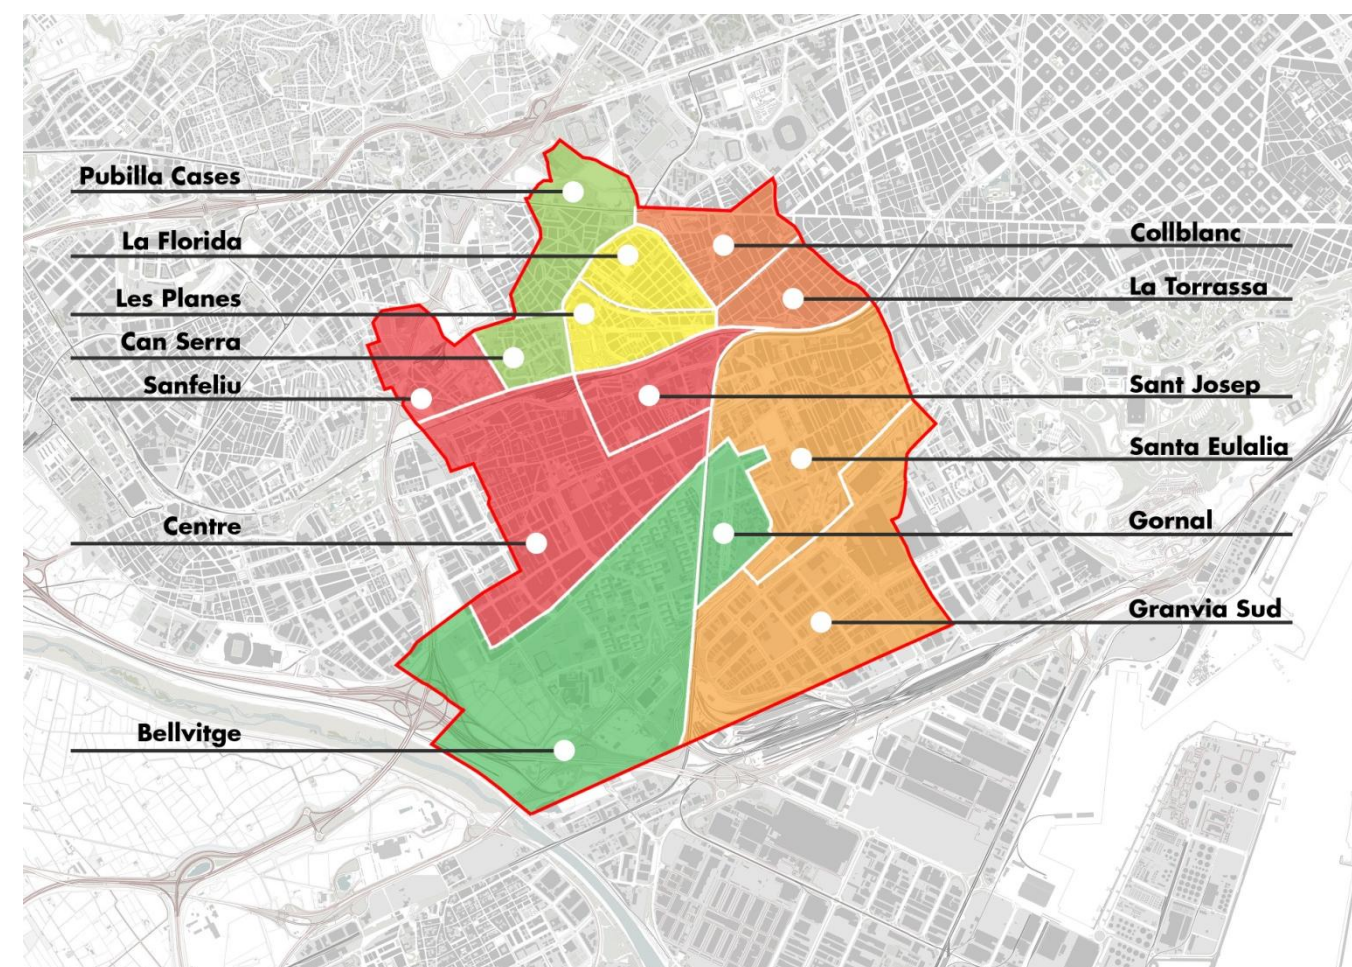 Pubilla Cases
La Florida
Les Planes
Can Serra
Sanfeliu
Centre
Bellvitge
Collblanc
La Torrassa
Sant Josep
Santa Eulalia
Gornal
Granvia Sud